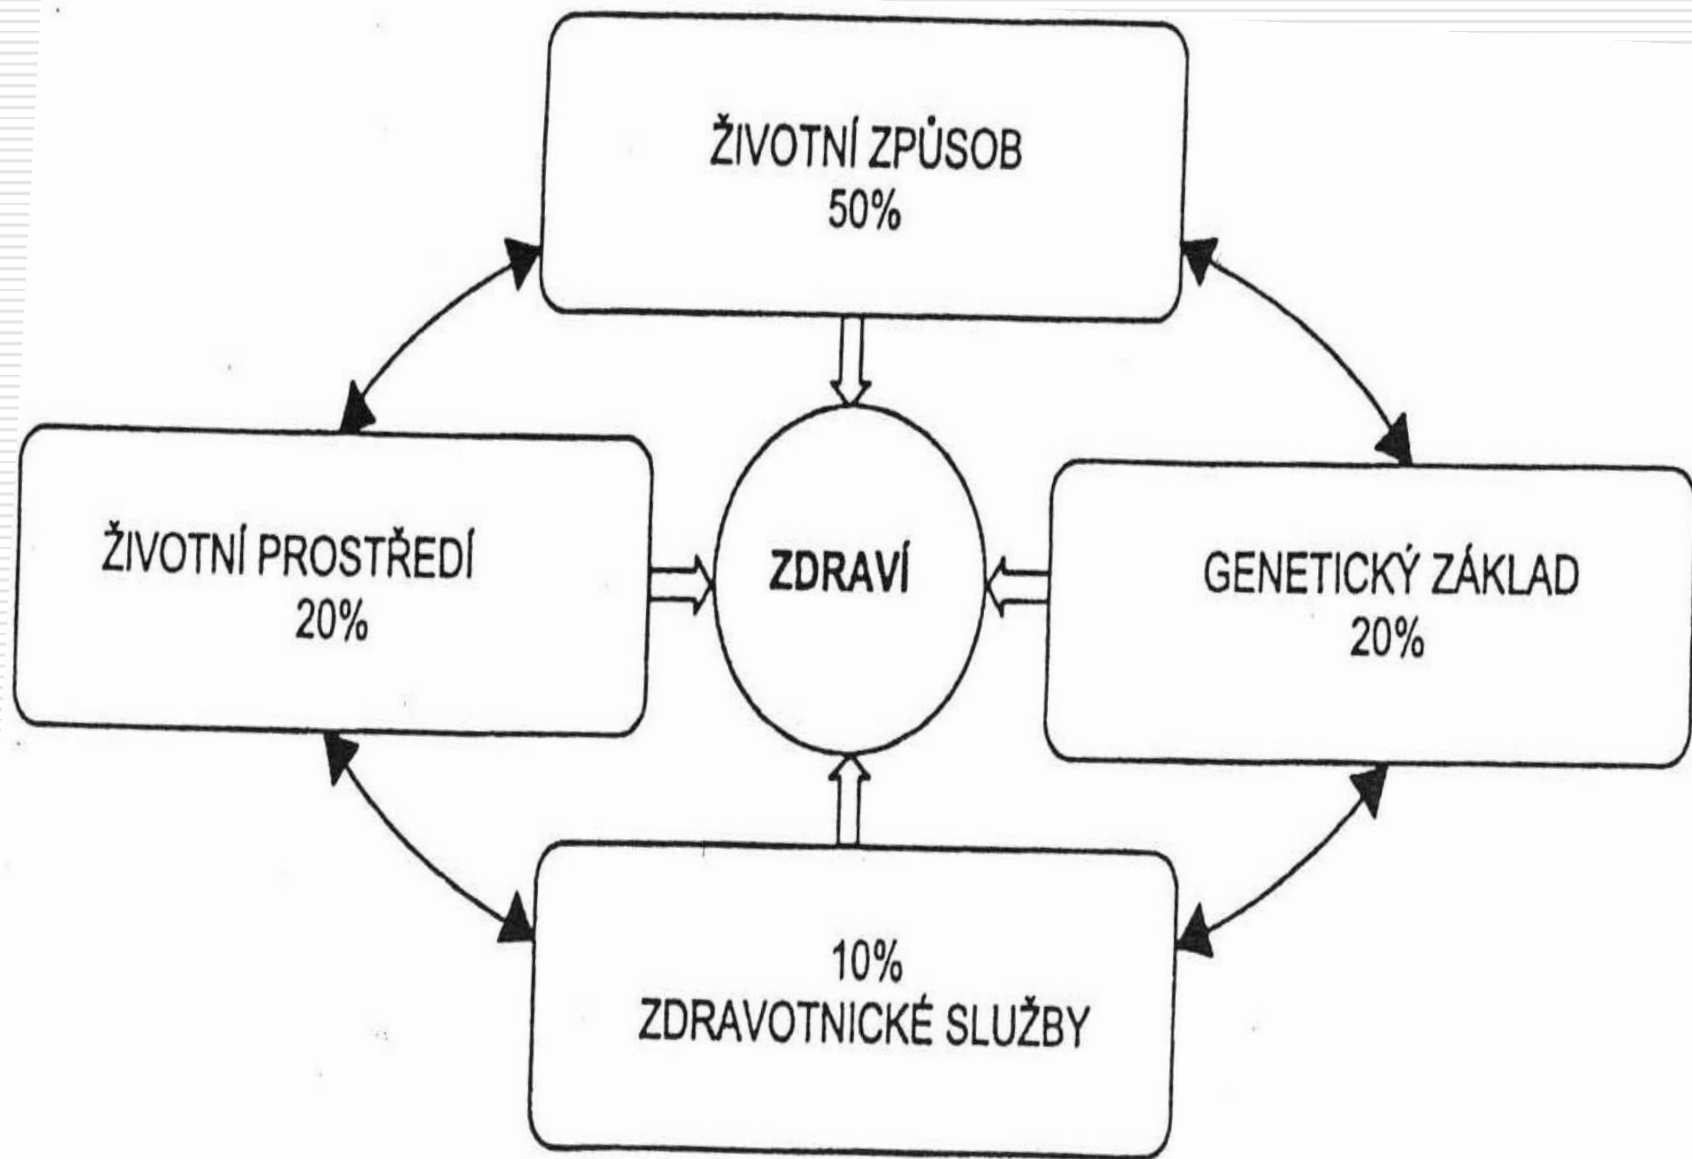 ŽIVOTNÍ ZPŮSOB
50%
ŽIVOTNÍ PROSTŘEDÍ
20%
ZDRAVÍ
GENETICKÝ ZÁKLAD
20%
10%
ZDRAVOTNICKÉ SLUŽBY